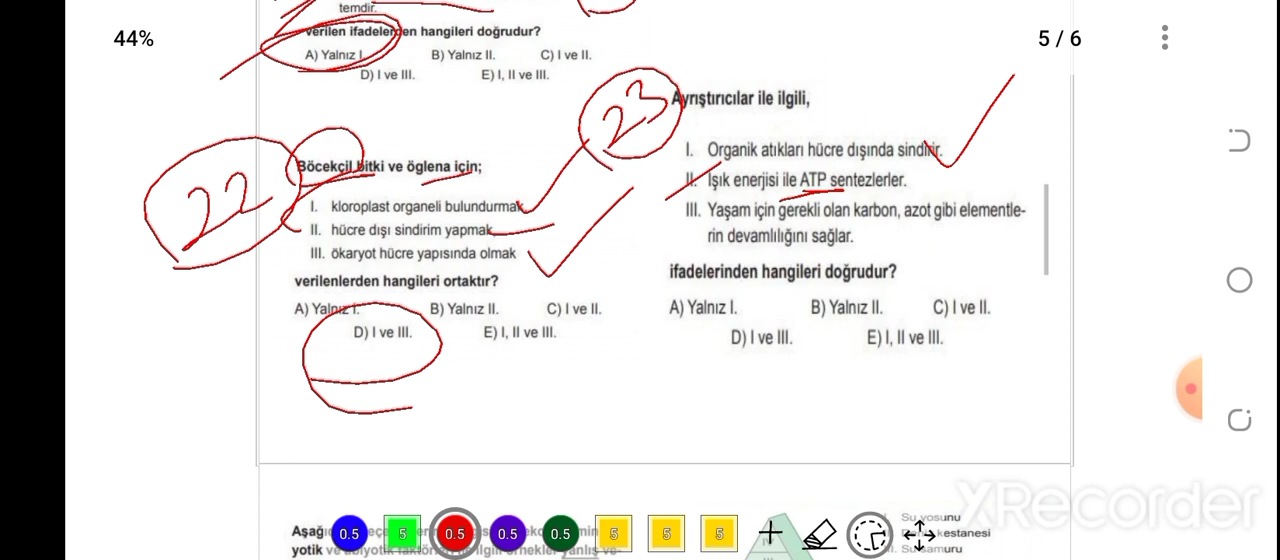 44%
5 / 6
temdir.
verilen ifadelerden hangileri doğrudur?
A) Yalnız I.
B) Yalnız II.
C) I ve II.
D) I ve III.
E) I, II ve III.
22
Böcekçil bitki ve öglena için;
I. kloroplast organeli bulundurmak
II. hücre dışı sindirim yapmak
III. ökaryot hücre yapısında olmak
verilenlerden hangileri ortaktır?
A) Yalnız I.
B) Yalnız II.
C) I ve II.
D) I ve III.
E) I, II ve III.
23
Ayrıştırıcılar ile ilgili,
I. Organik atıkları hücre dışında sindirir.
II. Işık enerjisi ile ATP sentezlerler.
III. Yaşam için gerekli olan karbon, azot gibi elementle-
rin devamlılığını sağlar.
ifadelerinden hangileri doğrudur?
A) Yalnız I.
B) Yalnız II.
C) I ve II.
D) I ve III.
E) I, II ve III.
XRecorder
0.5 5 0.5 0.5 0.5 5 5 5
yotik ve
Su yosunu
kestanesi
Su samuru